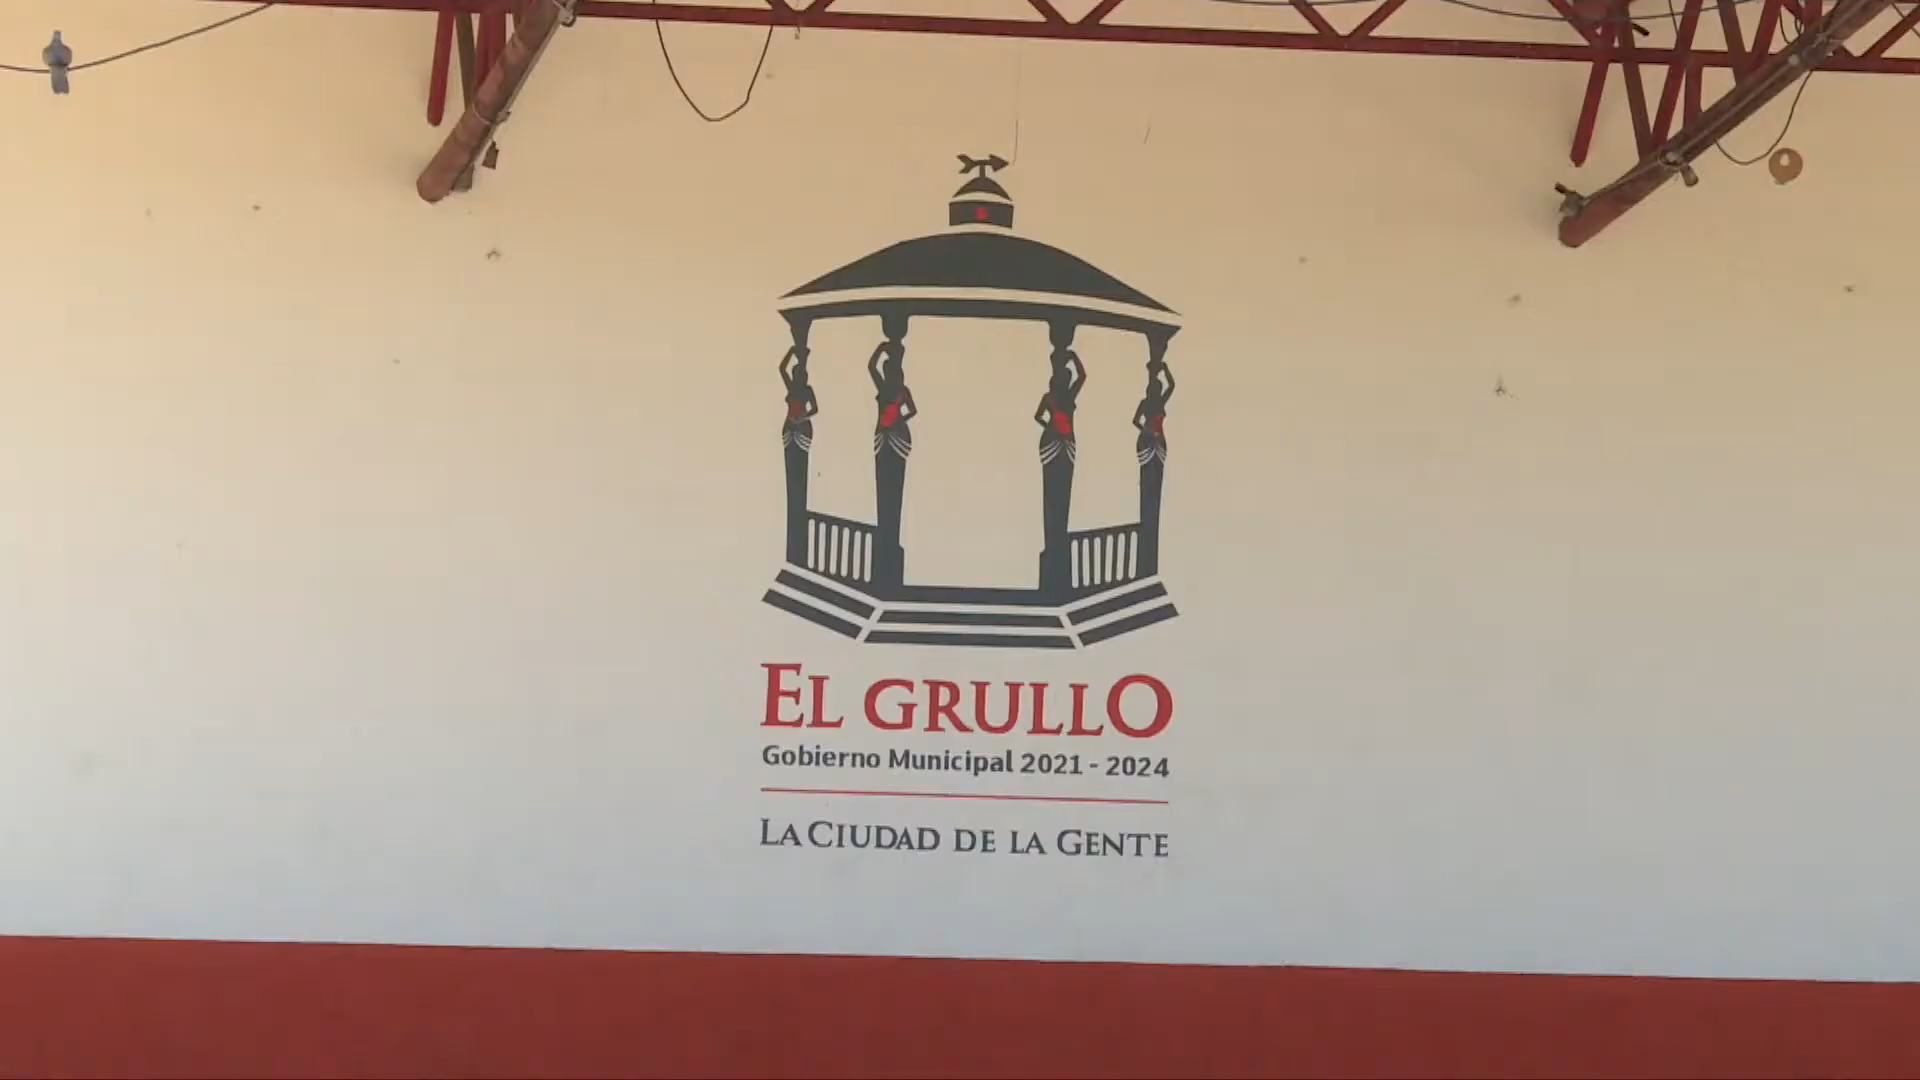 EL GRULLO
Gobierno Municipal 2021 - 2024
LA CIUDAD DE LA GENTE